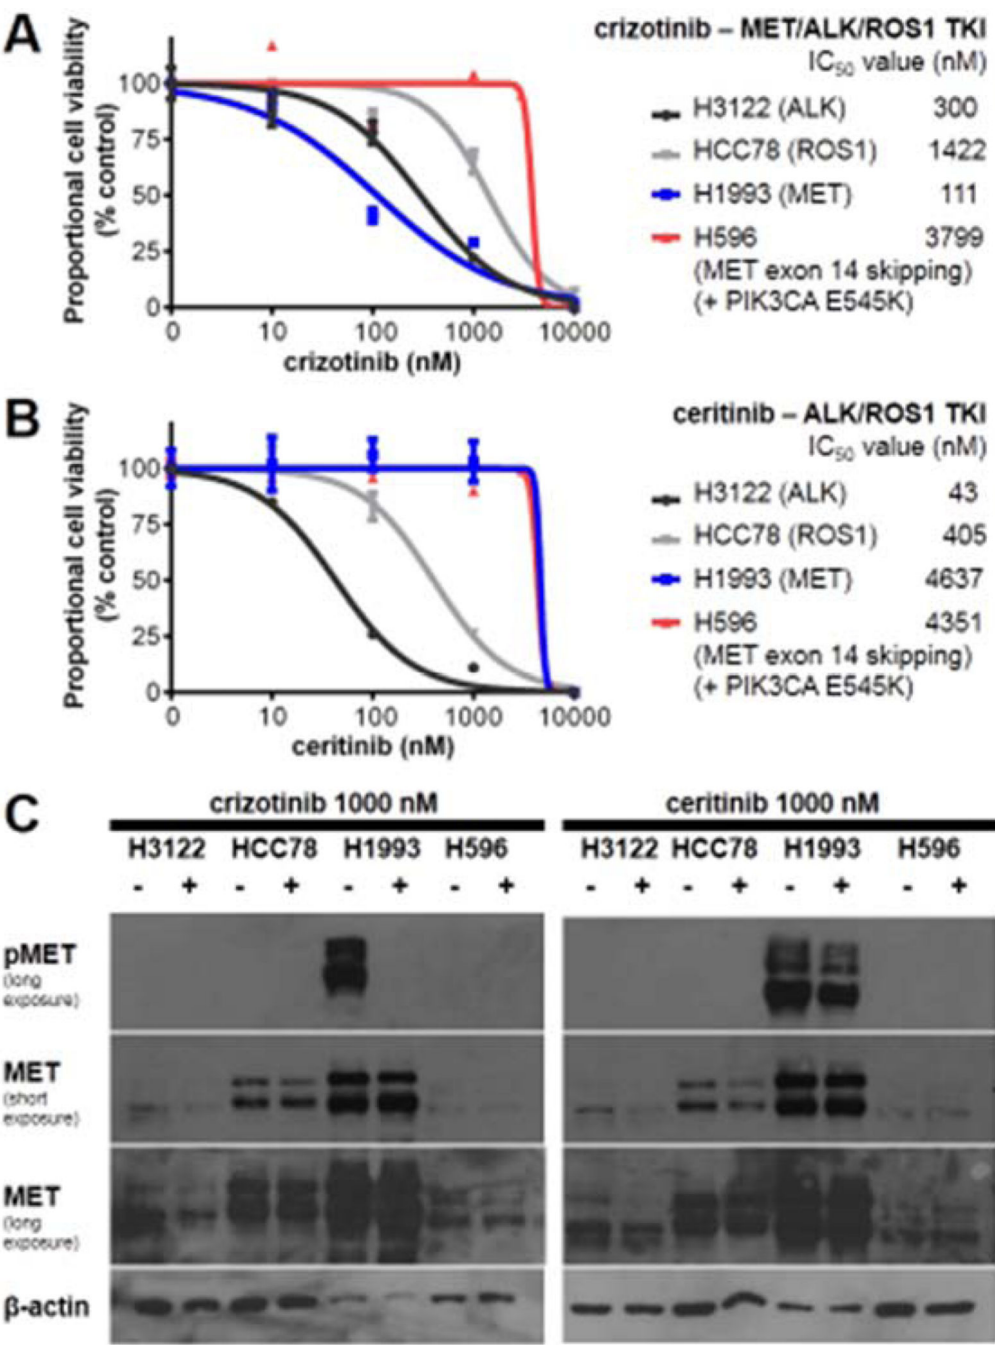 A
crizotinib – MET/ALK/ROS1 TKI
IC50 value (nM)
H3122 (ALK) 300
HCC78 (ROS1) 1422
H1993 (MET) 111
H596 3799
(MET exon 14 skipping)
(+ PIK3CA E545K)
Proportional cell viability
(% control)
100
75
50
25
0
0 10 100 1000 10000
crizotinib (nM)
B
ceritinib – ALK/ROS1 TKI
IC50 value (nM)
H3122 (ALK) 43
HCC78 (ROS1) 405
H1993 (MET) 4637
H596 4351
(MET exon 14 skipping)
(+ PIK3CA E545K)
Proportional cell viability
(% control)
100
75
50
25
0
0 10 100 1000 10000
ceritinib (nM)
C
crizotinib 1000 nM ceritinib 1000 nM
H3122 HCC78 H1993 H596 H3122 HCC78 H1993 H596
- + - + - + - + - + - + - + - +
pMET
(long
exposure)
MET
(short
exposure)
MET
(long
exposure)
β-actin